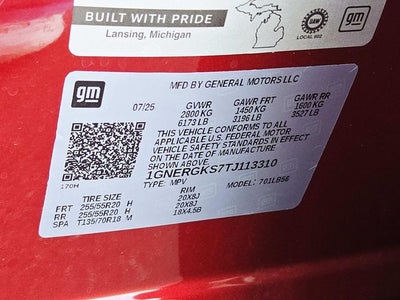 BUILT WITH PRIDE
Lansing, Michigan
UAW
LOCAL 602
gm
gm
MFD BY GENERAL MOTORS LLC
07/25 GVWR GAWR FRT GAWR RR
2800 KG 1450 KG 1600 KG
6173 LB 3196 LB 3527 LB
THIS VEHICLE CONFORMS TO ALL
APPLICABLE U.S. FEDERAL MOTOR
VEHICLE SAFETY STANDARDS IN EFFECT
ON THE DATE OF MANUFACTURE
SHOWN ABOVE.
1GNERGKS7TJ113310
TYPE: MPV MODEL: 701LB56
170H
TIRE SIZE RIM
FRT 255/55R20 H 20X8J
RR 255/55R20 H 20X8J
SPA T135/70R18 M 18X4.5B